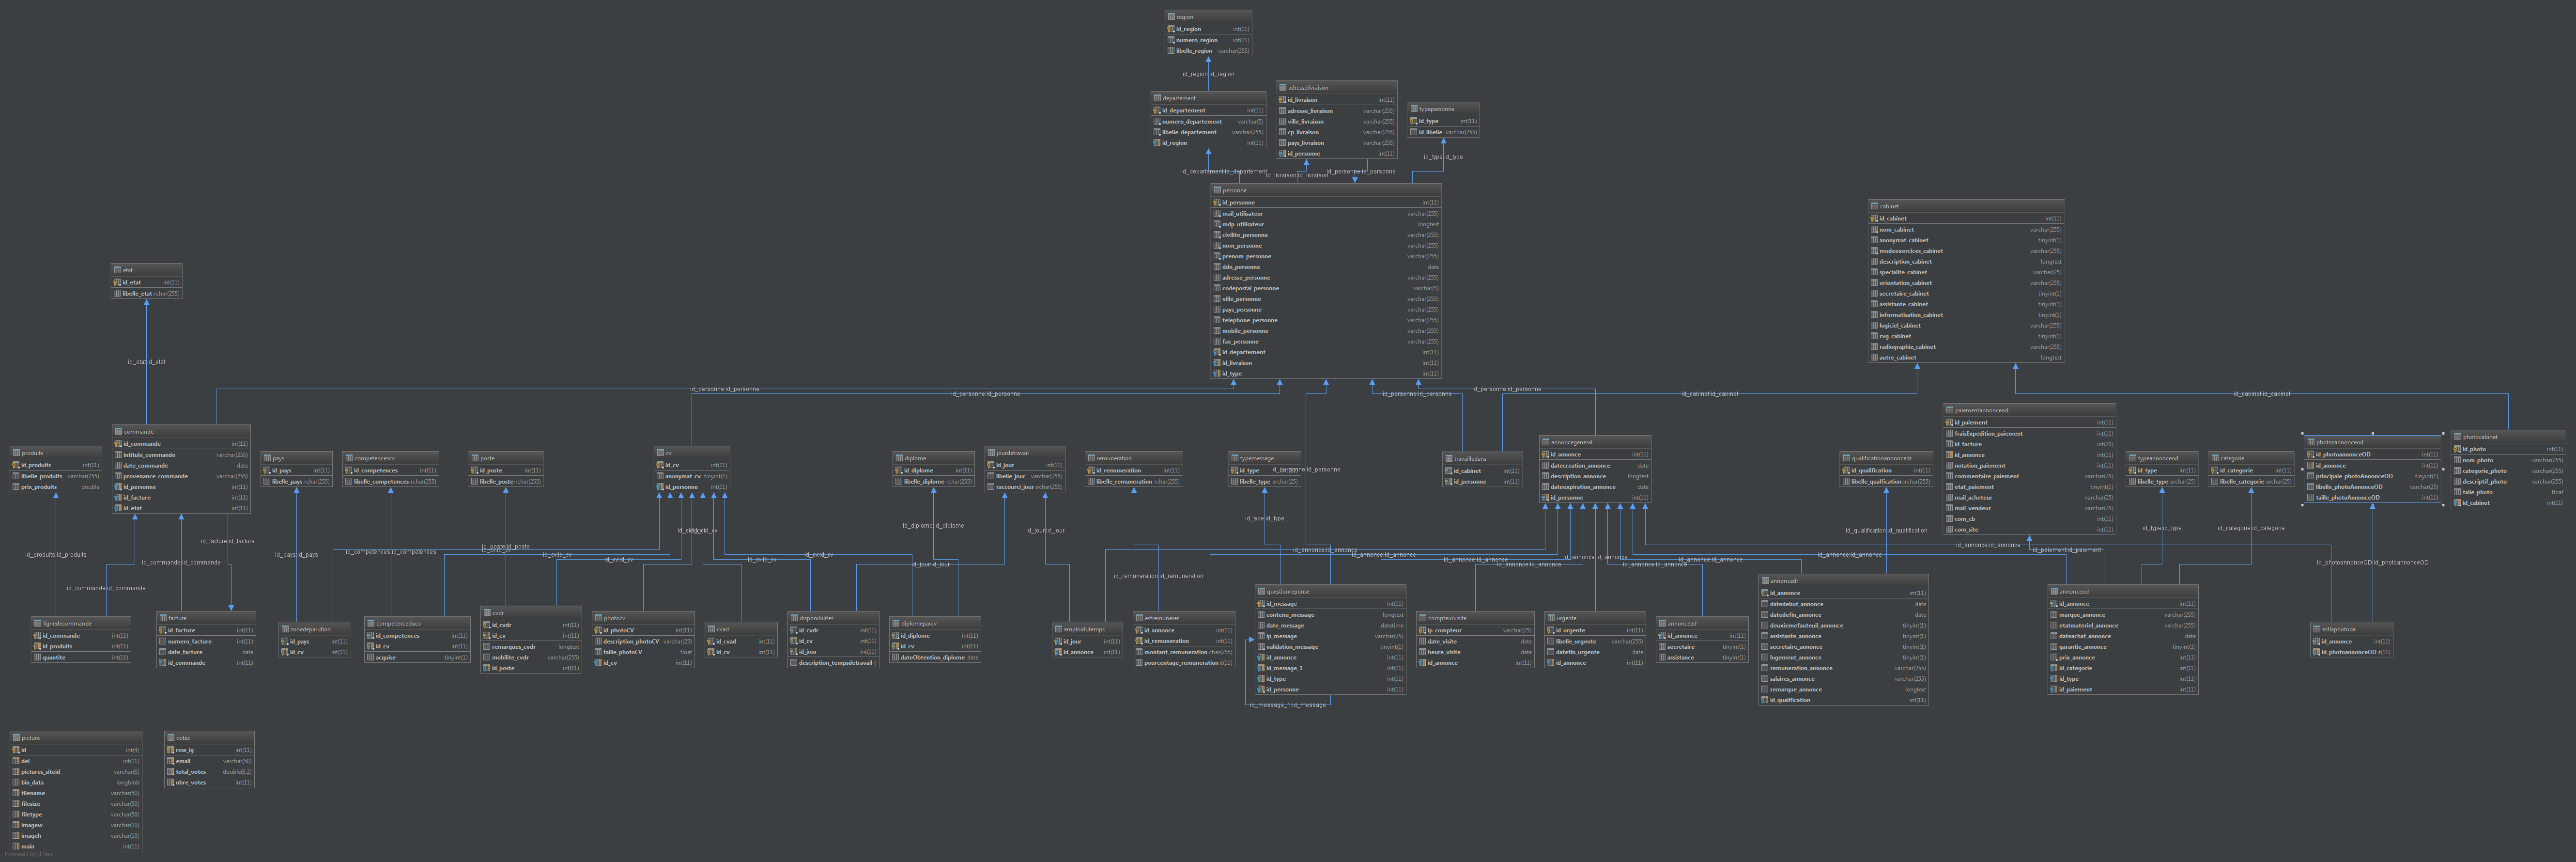 region
id_region int(11)
numero_region int(11)
libelle_region varchar(255)
id_region:id_region
departement
id_departement int(11)
numero_departement varchar(5)
libelle_departement varchar(255)
id_region int(11)
adresselivraison
id_livraison int(11)
adresse_livraison varchar(255)
ville_livraison varchar(255)
cp_livraison varchar(255)
pays_livraison varchar(255)
id_personne int(11)
typepersonne
id_type int(11)
id_libelle varchar(255)
id_type:id_type
id_departement:departement
id_livraison:id_livraison
id_personne:id_personne
personne
id_personne int(11)
mail_utilisateur varchar(255)
mdp_utilisateur longtext
civilite_personne varchar(255)
nom_personne varchar(255)
prenom_personne varchar(255)
ddn_personne date
adresse_personne varchar(255)
codepostal_personne varchar(5)
ville_personne varchar(255)
pays_personne varchar(255)
telephone_personne varchar(255)
mobile_personne varchar(255)
fax_personne varchar(255)
id_departement int(11)
id_livraison int(11)
id_type int(11)
cabinet
id_cabinet int(11)
nom_cabinet varchar(255)
anonymat_cabinet tinyint(1)
modeexercices_cabinet varchar(255)
description_cabinet longtext
specialite_cabinet varchar(25)
orientation_cabinet varchar(255)
secretaire_cabinet tinyint(1)
assistante_cabinet tinyint(1)
informatisation_cabinet tinyint(1)
logiciel_cabinet varchar(255)
rvg_cabinet tinyint(1)
radiographie_cabinet varchar(255)
autre_cabinet longtext
etat
id_etat int(11)
libelle_etat rchar(255)
id_etat:id_etat
id_personne:id_personne
id_personne:id_personne
id_personne:id_personne
id_personne:id_personne
id_cabinet:id_cabinet
id_cabinet:id_cabinet
produits
id_produits int(11)
libelle_produits varchar(255)
prix_produits double
commande
id_commande int(11)
intitule_commande varchar(255)
date_commande date
provenance_commande varchar(255)
id_personne int(11)
id_facture int(11)
id_etat int(11)
pays
id_pays int(11)
libelle_pays rchar(255)
competencescv
id_competences int(11)
libelle_competences rchar(255)
poste
id_poste int(11)
libelle_poste rchar(255)
cv
id_cv int(11)
anonymat_cv tinyint(1)
id_personne int(11)
diplome
id_diplome int(11)
libelle_diplome rchar(255)
jourdetravail
id_jour int(11)
libelle_jour varchar(255)
raccourci_jour rchar(255)
remuneration
id_remuneration int(11)
libelle_remuneration rchar(255)
typemessage
id_type int(11)
libelle_type varchar(255)
id_personne:id_personne
travailledans
id_cabinet int(11)
id_personne int(11)
annoncegeneral
id_annonce int(11)
datecreation_annonce date
description_annonce longtext
dateexpiration_annonce date
id_personne int(11)
qualificationannoncedr
id_qualification int(11)
libelle_qualfication rchar(255)
paiementannonceod
id_paiement int(11)
fraisExpedition_paiement int(11)
id_facture int(20)
id_annonce int(11)
notation_paiement int(11)
commentaire_paiement varchar(25)
etat_paiement tinyint(1)
mail_acheteur varchar(25)
mail_vendeur varchar(25)
com_cb int(11)
com_site int(11)
typeannonceod
id_type int(11)
libelle_type archar(25)
categorie
id_categorie int(11)
libelle_categorie archar(25)
photoannonceod
id_photoannonceOD int(11)
id_annonce int(11)
principale_photoAnnonceOD tinyint(1)
libelle_photoAnnonceOD varchar(25)
taille_photoAnnonceOD int(11)
photocabinet
id_photo int(11)
nom_photo varchar(255)
categorie_photo varchar(255)
descriptif_photo varchar(255)
taille_photo float
id_cabinet int(11)
id_produits:id_produits
id_commande:id_commande
id_commande:id_commande
id_facture:id_facture
id_pays:id_pays
id_competences:id_competences
id_poste:id_poste
id_cv:id_cv
id_cv:id_cv
id_cv:id_cv
id_diplome:id_diplome
id_jour:id_jour
id_jour:id_jour
id_remuneration:id_remuneration
id_type:id_type
id_annonce:id_annonce
id_annonce:id_annonce
id_annonce:id_annonce
id_annonce:id_annonce
id_annonce:id_annonce
id_annonce:id_annonce
id_annonce:id_annonce
id_qualification:id_qualification
id_paiement:id_paiement
id_type:id_type
id_categorie:id_categorie
id_photoannonceOD:id_photoannonceOD
lignedecommande
id_commande int(11)
id_produits int(11)
quantite int(11)
facture
id_facture int(11)
numero_facture int(11)
date_facture date
id_commande int(11)
zonedeparution
id_pays int(11)
id_cv int(11)
competenceducv
id_competences int(11)
id_cv int(11)
acquise tinyint(1)
cvdr
id_cvdr int(11)
id_cv int(11)
remarques_cvdr longtext
mobilite_cvdr varchar(255)
id_poste int(11)
photocv
id_photoCV int(11)
description_photoCV varchar(25)
taille_photoCV float
id_cv int(11)
cvad
id_cvad int(11)
id_cv int(11)
disponibilites
id_cvdr int(11)
id_cv int(11)
id_jour int(11)
description_tempsdetravail
diplomeparcv
id_diplome int(11)
id_cv int(11)
dateObtention_diplome date
emploidutemps
id_jour int(11)
id_annonce int(11)
estremunerer
id_annonce int(11)
id_remuneration int(11)
montant_remuneration char(255)
pourcentage_remuneration nt(11)
questionreponse
id_message int(11)
contenu_message longtext
date_message datetime
ip_message varchar(25)
validation_message tinyint(1)
id_annonce int(11)
id_message_1 int(11)
id_type int(11)
id_personne int(11)
id_message_1:id_message
compteurvisite
ip_compteur varchar(25)
date_visite date
heure_visite date
id_annonce int(11)
urgente
id_urgente int(11)
libelle_urgente varchar(255)
datefin_urgente date
id_annonce int(11)
annoncead
id_annonce int(11)
secretaire tinyint(1)
assistance tinyint(1)
annoncedr
id_annonce int(11)
datedebut_annonce date
datedefin_annonce date
deuxiemefauteuil_annonce tinyint(1)
assistante_annonce tinyint(1)
secretaire_annonce tinyint(1)
logement_annonce tinyint(1)
remuneration_annonce varchar(255)
salaires_annonce varchar(255)
remarque_annonce longtext
id_qualification int(11)
annonceod
id_annonce int(11)
marque_annonce varchar(255)
etatmateriel_annonce varchar(255)
dateachat_annonce date
garantie_annonce tinyint(1)
prix_annonce int(11)
id_categorie int(11)
id_type int(11)
id_paiement int(11)
estlaphotode
id_annonce int(11)
id_photoannonceOD int(11)
picture
id int(4)
del int(11)
pictures_siteid varchar(6)
bin_data longblob
filename varchar(50)
filesize varchar(50)
filetype varchar(50)
imagew varchar(10)
imageh varchar(10)
main int(11)
votes
row_lg int(11)
email varchar(50)
total_votes double(6,2)
nbre_votes int(11)
Powered by yFiles